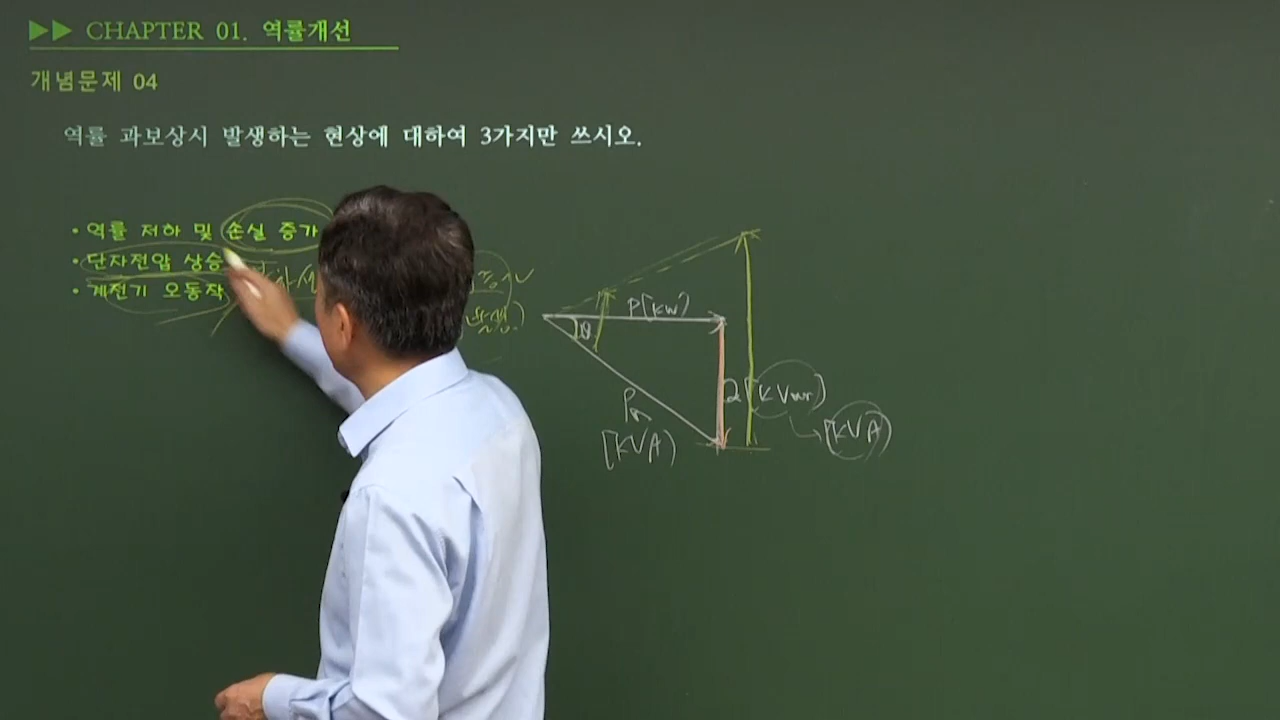 ▶▶ CHAPTER 01. 역률개선
개념문제 04
역률 과보상시 발생하는 현상에 대하여 3가지만 쓰시오.
• 역률 저하 및 손실 증가
• 단자전압 상승
• 계전기 오동작
P[kW]
θ
Q[kVar]
Pa
[kVA]
[kVA]